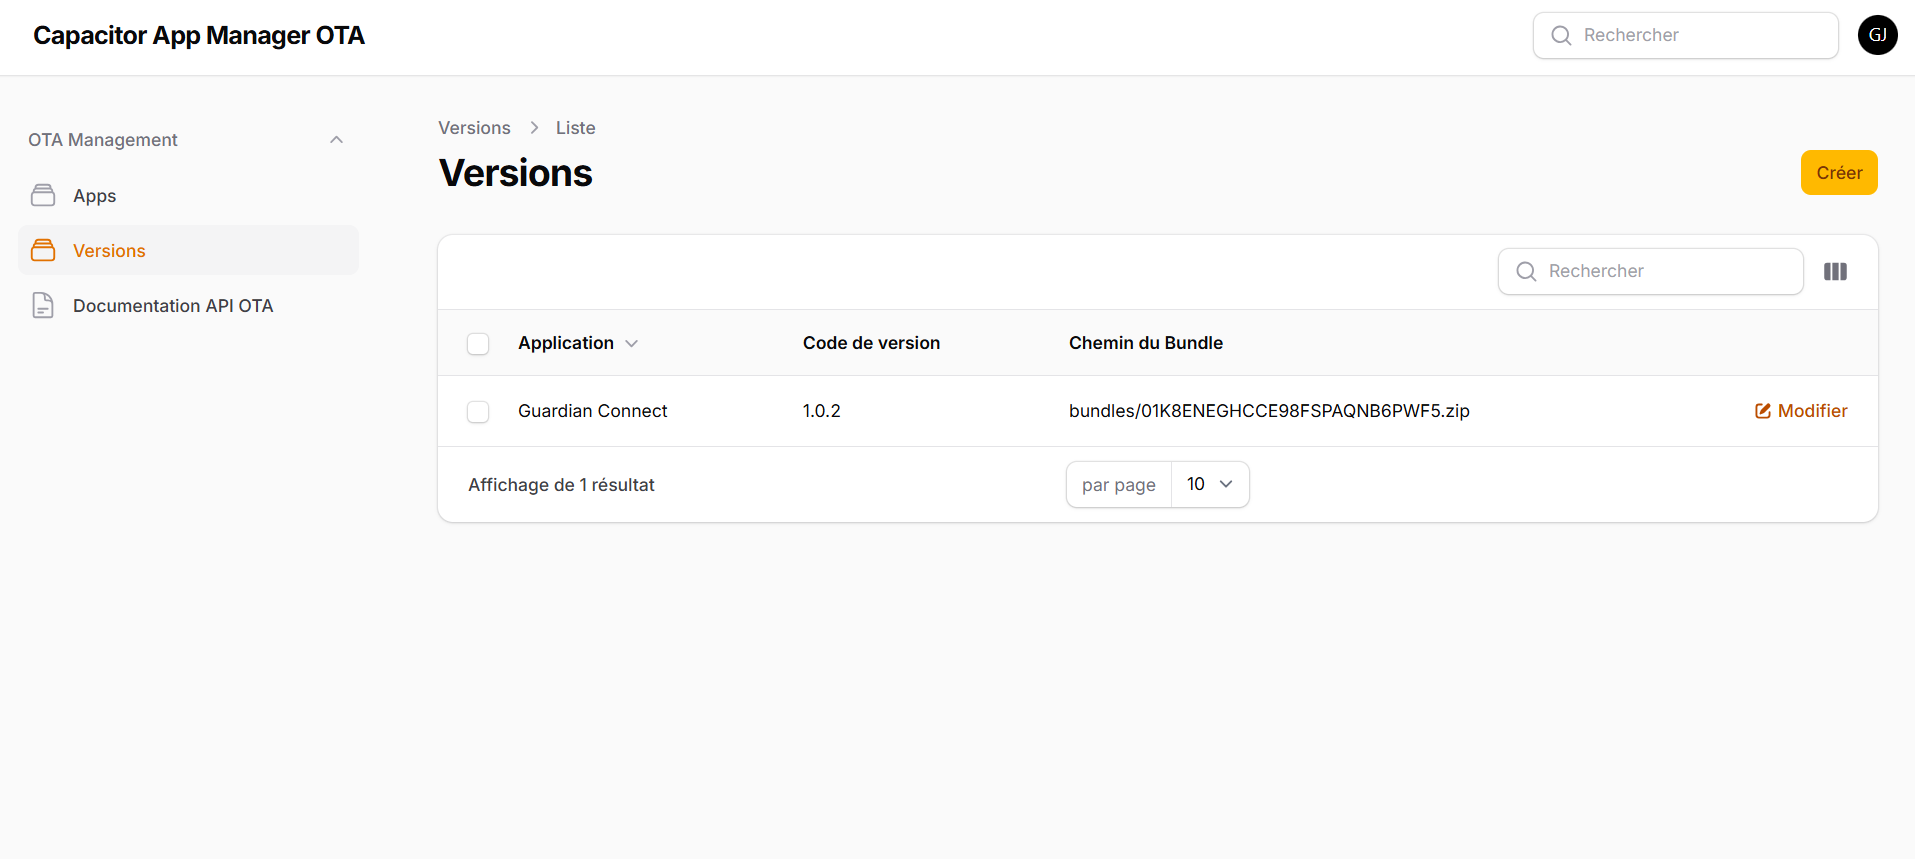 Capacitor App Manager OTA
Rechercher
GJ
OTA Management
Apps
Versions
Documentation API OTA
Versions > Liste
Versions
Créer
Rechercher
Application Code de version Chemin du Bundle
Guardian Connect 1.0.2 bundles/01K8ENEGHCCE98FSPAQNB6PWF5.zip Modifier
Affichage de 1 résultat par page 10